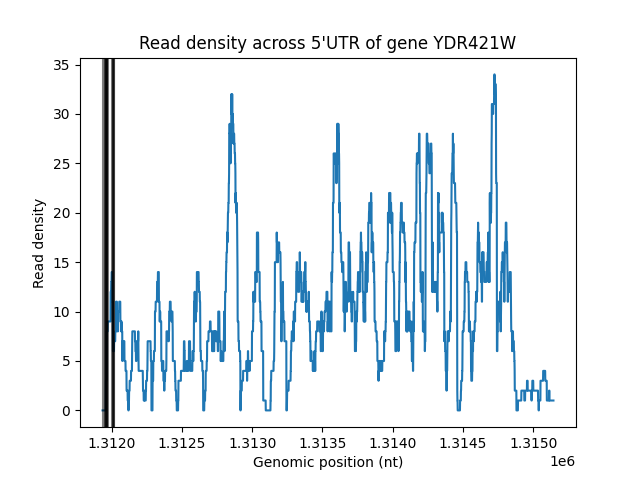 Read density across 5'UTR of gene YDR421W
Read density
35
30
25
20
15
10
5
0
1.3120 1.3125 1.3130 1.3135 1.3140 1.3145 1.3150
1e6
Genomic position (nt)